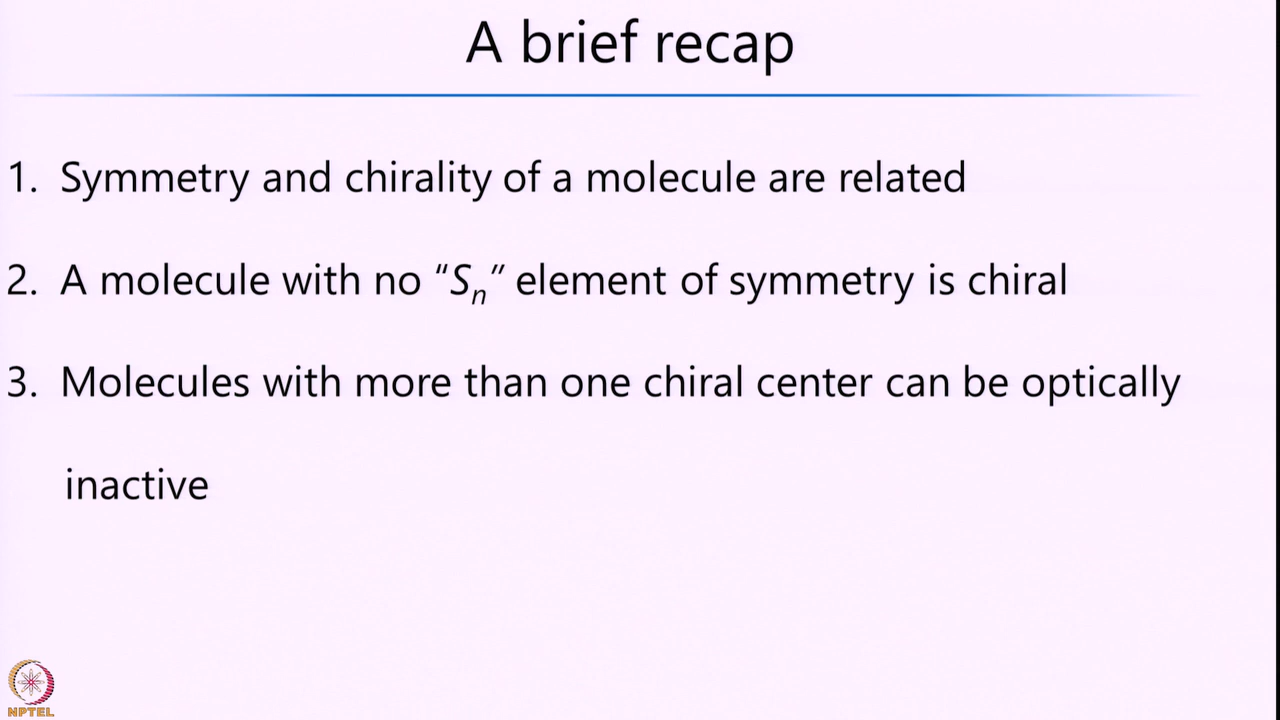 A brief recap
1. Symmetry and chirality of a molecule are related
2. A molecule with no “Sn” element of symmetry is chiral
3. Molecules with more than one chiral center can be optically
inactive
NPTEL